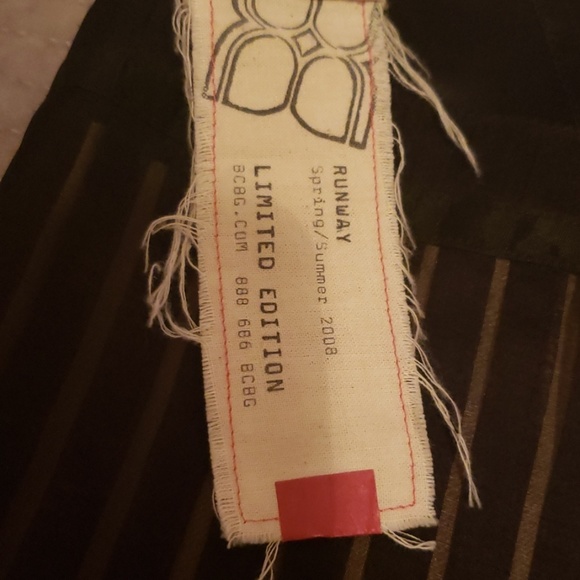 RUNWAY
Spring/Summer 2008
LIMITED EDITION
BCBG.COM 888 686 BCBG